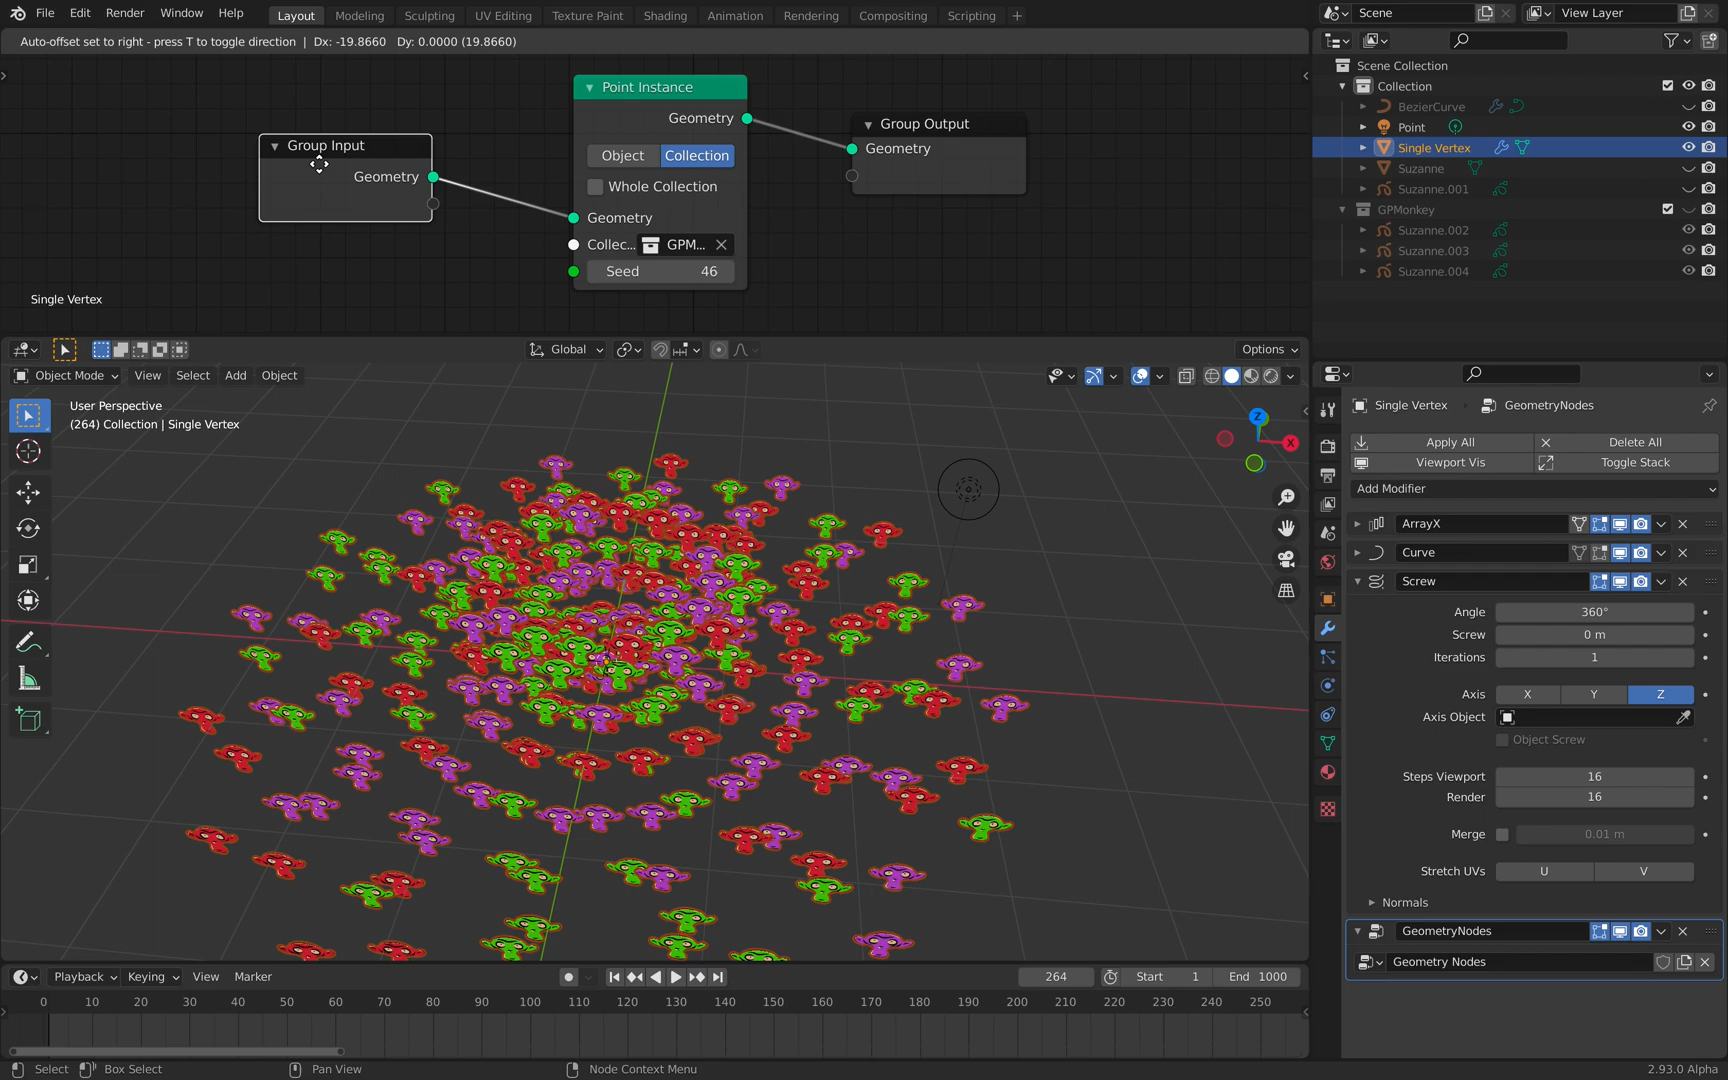 File Edit Render Window Help
Layout Modeling Sculpting UV Editing Texture Paint Shading Animation Rendering Compositing Scripting +
Scene
View Layer
Auto-offset set to right - press T to toggle direction | Dx: -19.8660 Dy: 0.0000 (19.8660)
Group Input
Geometry
Point Instance
Geometry
Object Collection
Whole Collection
Geometry
Collec... GPM...
Seed 46
Group Output
Geometry
Single Vertex
Scene Collection
Collection
BezierCurve
Point
Single Vertex
Suzanne
Suzanne.001
GPMonkey
Suzanne.002
Suzanne.003
Suzanne.004
Global
Options
Object Mode View Select Add Object
User Perspective
(264) Collection | Single Vertex
Z
X
Single Vertex GeometryNodes
Apply All Delete All
Viewport Vis Toggle Stack
Add Modifier
ArrayX
Curve
Screw
Angle 360°
Screw 0 m
Iterations 1
Axis X Y Z
Axis Object
Object Screw
Steps Viewport 16
Render 16
Merge 0.01 m
Stretch UVs U V
Normals
GeometryNodes
Geometry Nodes
Playback Keying View Marker
264 Start 1 End 1000
0 10 20 30 40 50 60 70 80 90 100 110 120 130 140 150 160 170 180 190 200 210 220 230 240 250
Select Box Select Pan View Node Context Menu
2.93.0 Alpha